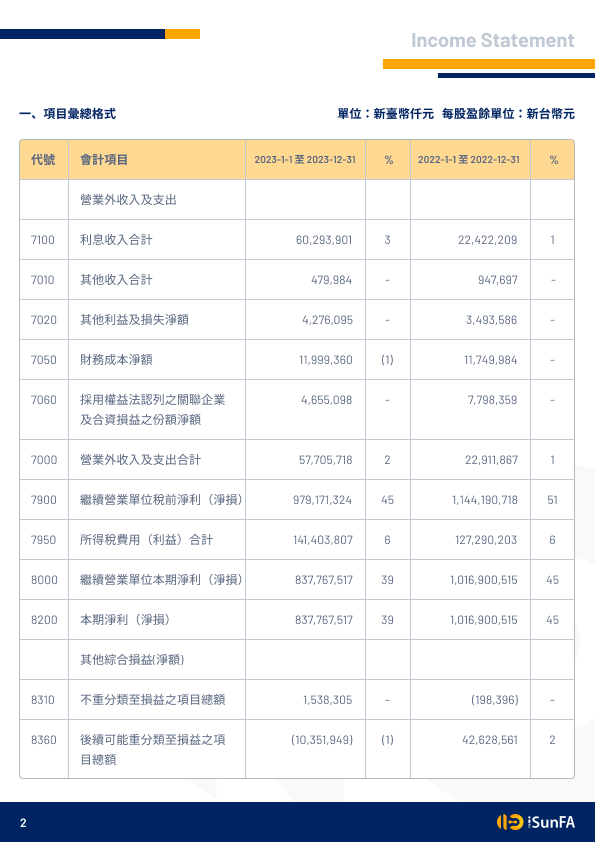 Income Statement
一、項目彙總格式 單位：新臺幣仟元 每股盈餘單位：新台幣元
代號 會計項目 2023-1-1 至 2023-12-31 % 2022-1-1 至 2022-12-31 %
營業外收入及支出
7100 利息收入合計 60,293,901 3 22,422,209 1
7010 其他收入合計 479,984 - 947,697 -
7020 其他利益及損失淨額 4,276,095 - 3,493,586 -
7050 財務成本淨額 11,999,360 (1) 11,749,984 -
7060 採用權益法認列之關聯企業 4,655,098 - 7,798,359 -
及合資損益之份額淨額
7000 營業外收入及支出合計 57,705,718 2 22,911,867 1
7900 繼續營業單位稅前淨利（淨損） 979,171,324 45 1,144,190,718 51
7950 所得稅費用（利益）合計 141,403,807 6 127,290,203 6
8000 繼續營業單位本期淨利（淨損） 837,767,517 39 1,016,900,515 45
8200 本期淨利（淨損） 837,767,517 39 1,016,900,515 45
其他綜合損益(淨額)
8310 不重分類至損益之項目總額 1,538,305 - (198,396) -
8360 後續可能重分類至損益之項 (10,351,949) (1) 42,628,561 2
目總額
2 iSunFA